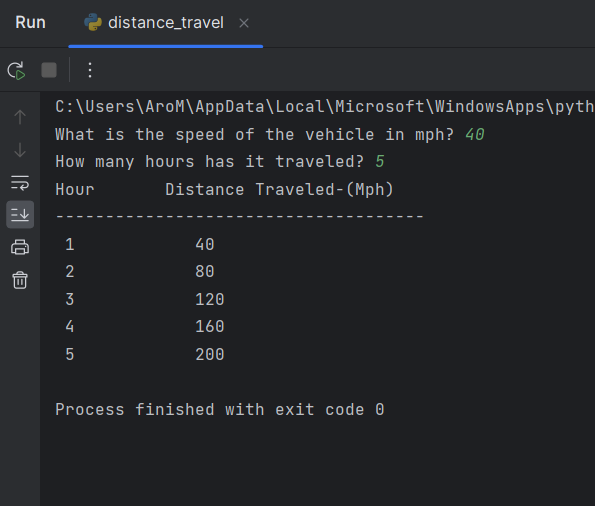 Run distance_travel
C:\Users\AroM\AppData\Local\Microsoft\WindowsApps\pyth
What is the speed of the vehicle in mph? 40
How many hours has it traveled? 5
Hour       Distance Traveled-(Mph)
-------------------------------------
1            40
2            80
3            120
4            160
5            200
Process finished with exit code 0